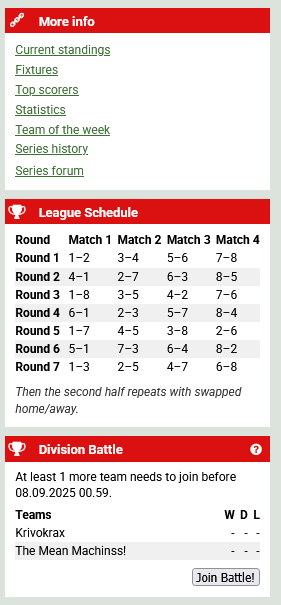 More info
Current standings
Fixtures
Top scorers
Statistics
Team of the week
Series history
Series forum
League Schedule
Round Match 1 Match 2 Match 3 Match 4
Round 1 1–2 3–4 5–6 7–8
Round 2 4–1 2–7 6–3 8–5
Round 3 1–8 3–5 4–2 7–6
Round 4 6–1 2–3 5–7 8–4
Round 5 1–7 4–5 3–8 2–6
Round 6 5–1 7–3 6–4 8–2
Round 7 1–3 2–5 4–7 6–8
Then the second half repeats with swapped
home/away.
Division Battle ?
At least 1 more team needs to join before
08.09.2025 00.59.
Teams W D L
Krivokrax - - -
The Mean Machinss! - - -
Join Battle!